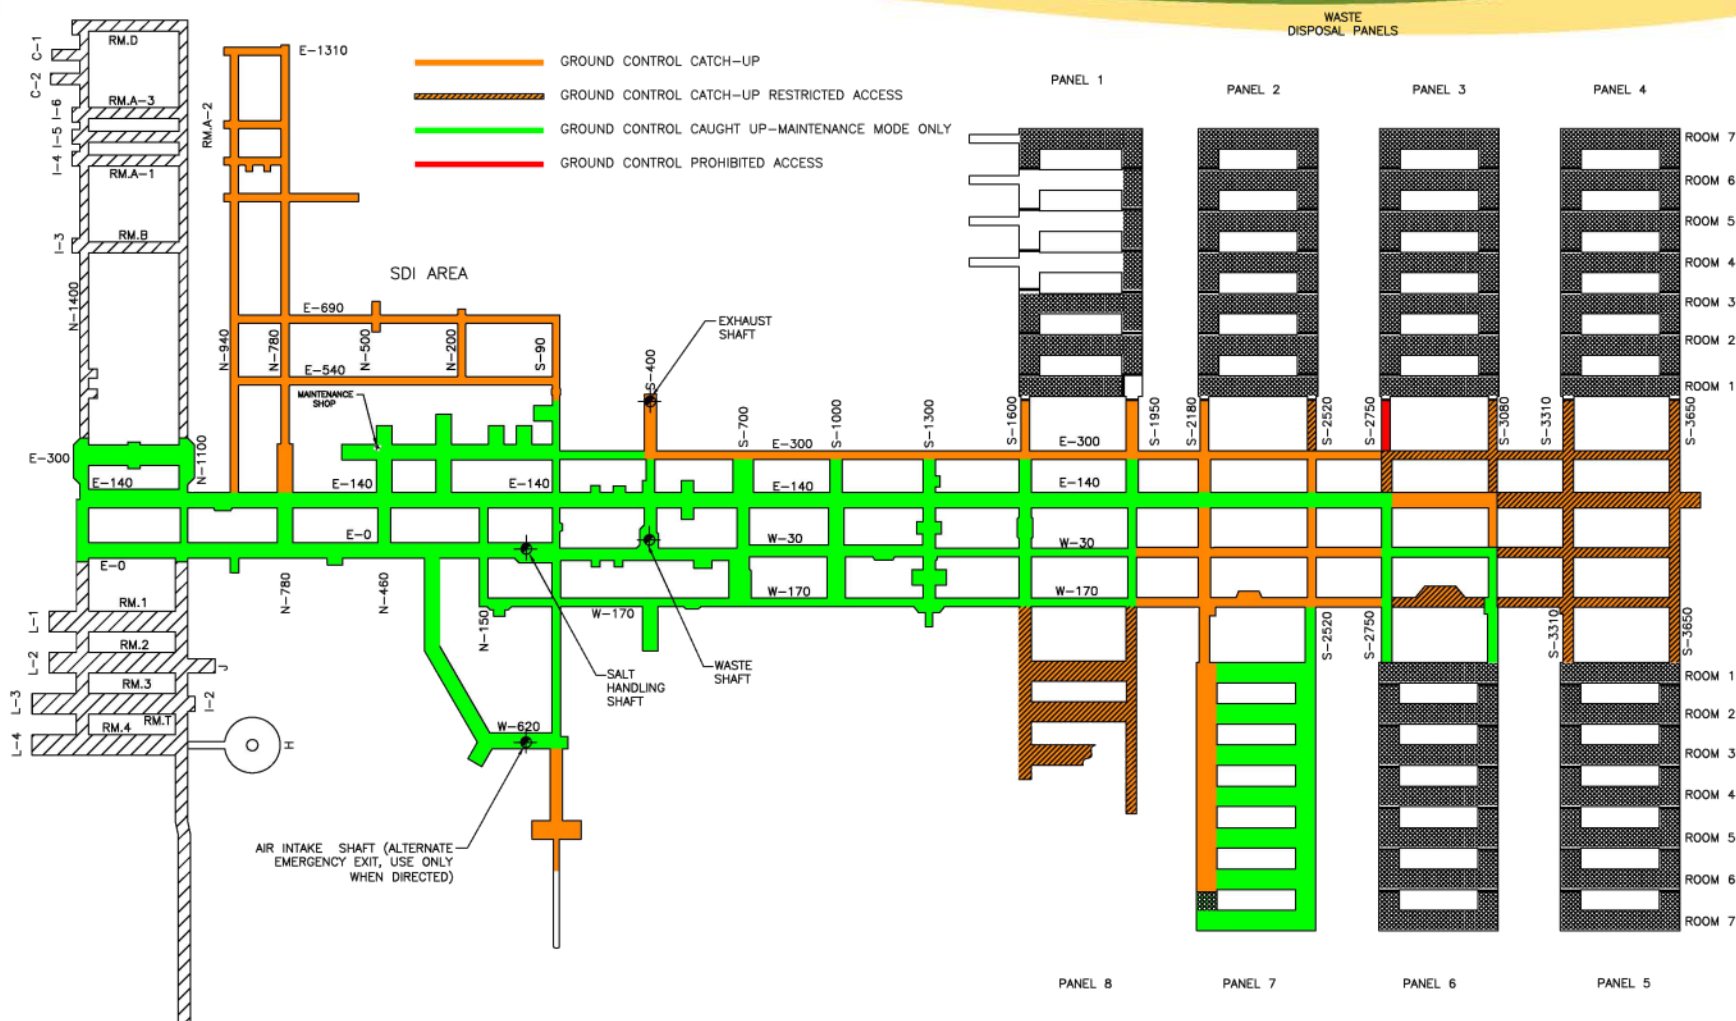 WASTE
DISPOSAL PANELS
C-1
C-2
RM.D
RM.A-3
I-6
I-5
I-4
RM.A-1
RM.B
I-3
N-1400
RM.A-2
E-1310
GROUND CONTROL CATCH-UP
GROUND CONTROL CATCH-UP RESTRICTED ACCESS
GROUND CONTROL CAUGHT UP-MAINTENANCE MODE ONLY
GROUND CONTROL PROHIBITED ACCESS
PANEL 1
PANEL 2
PANEL 3
PANEL 4
ROOM 7
ROOM 6
ROOM 5
ROOM 4
ROOM 3
ROOM 2
ROOM 1
SDI AREA
E-690
N-940
N-780
N-500
N-200
S-90
E-540
MAINTENANCE
SHOP
EXHAUST
SHAFT
S-400
S-700
S-1000
S-1300
S-1600
S-1950
S-2180
S-2520
S-2750
S-3080
S-3310
S-3650
E-300
N-1100
E-300
E-300
E-140
E-140
E-140
E-140
E-140
E-0
W-30
W-30
E-0
N-780
N-460
N-150
W-170
W-170
W-170
S-2520
S-2750
S-3310
S-3650
L-1
RM.1
L-2
RM.2
J
L-3
RM.3
I-2
RM.T
L-4
RM.4
H
W-620
SALT
HANDLING
SHAFT
WASTE
SHAFT
AIR INTAKE SHAFT (ALTERNATE
EMERGENCY EXIT, USE ONLY
WHEN DIRECTED)
ROOM 1
ROOM 2
ROOM 3
ROOM 4
ROOM 5
ROOM 6
ROOM 7
PANEL 8
PANEL 7
PANEL 6
PANEL 5